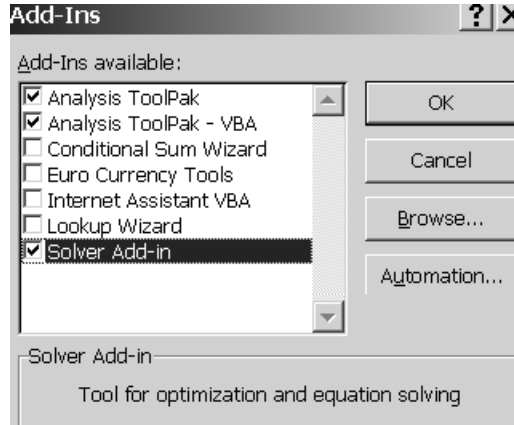 Add-Ins
? X
Add-Ins available:
Analysis ToolPak
Analysis ToolPak - VBA
Conditional Sum Wizard
Euro Currency Tools
Internet Assistant VBA
Lookup Wizard
Solver Add-in
OK
Cancel
Browse...
Automation...
Solver Add-in
Tool for optimization and equation solving